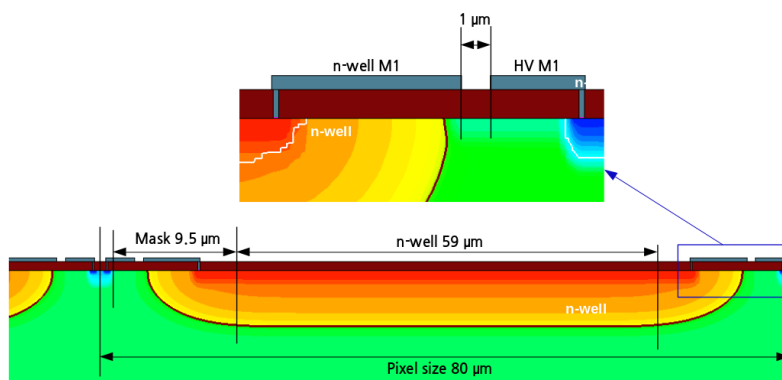 1 µm
n-well M1
HV M1
n-
n-well
Mask 9.5 µm
n-well 59 µm
n-well
Pixel size 80 µm